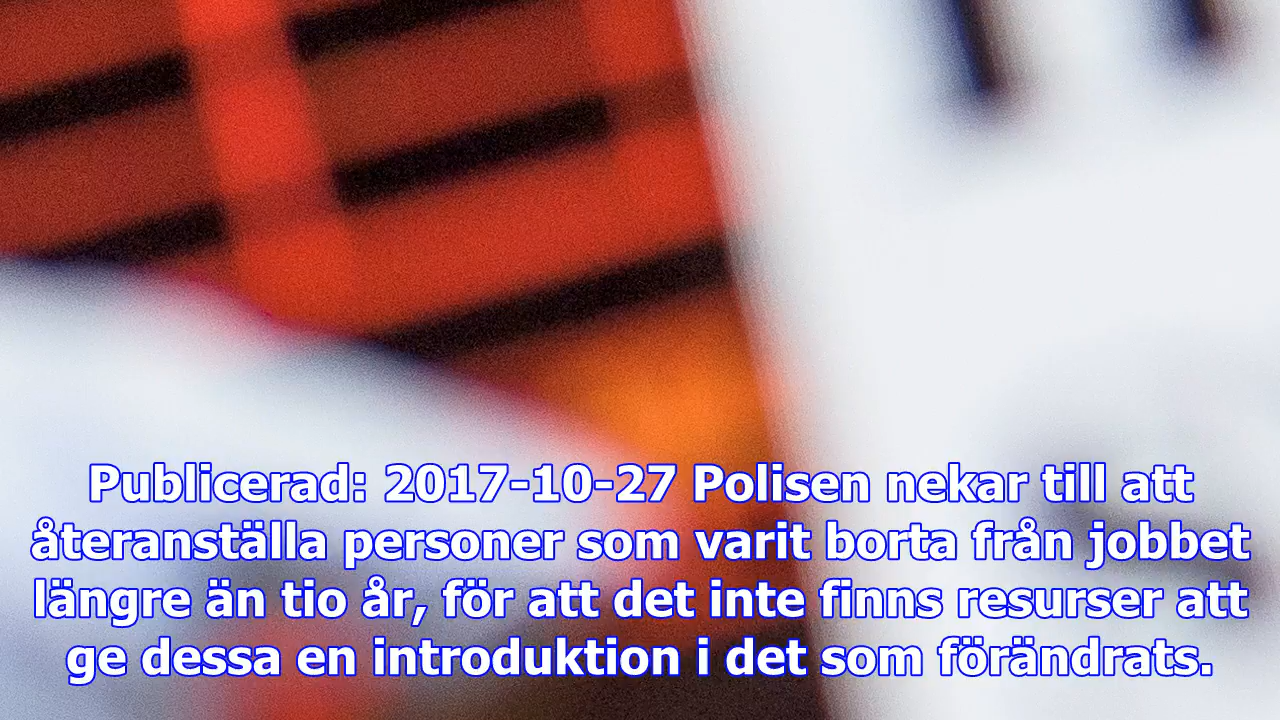 Publicerad: 2017-10-27 Polisen nekar till att
återanställa personer som varit borta från jobbet
längre än tio år, för att det inte finns resurser att
ge dessa en introduktion i det som förändrats.